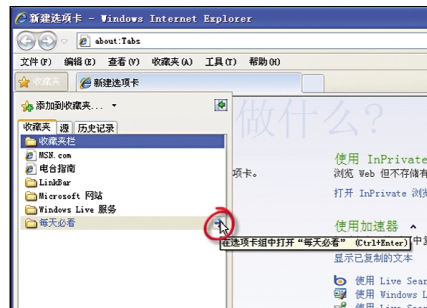 新建选项卡 - Windows Internet Explorer
about:Tabs
文件(F) 编辑(E) 查看(V) 收藏夹(A) 工具(T) 帮助(H)
收藏夹 新建选项卡
添加到收藏夹...
做什么?
收藏夹 源 历史记录
收藏夹栏
MSN.com
电台指南
LinkBar
Microsoft 网站
Windows Live 服务
每天必看
项卡。
使用 InPrivate
浏览 Web 但不存储有
打开 InPrivate 浏
使用加速器
在选项卡组中打开“每天必看” (Ctrl+Enter)
显示已复制的文本
使用 Live Sear
使用 Windows L